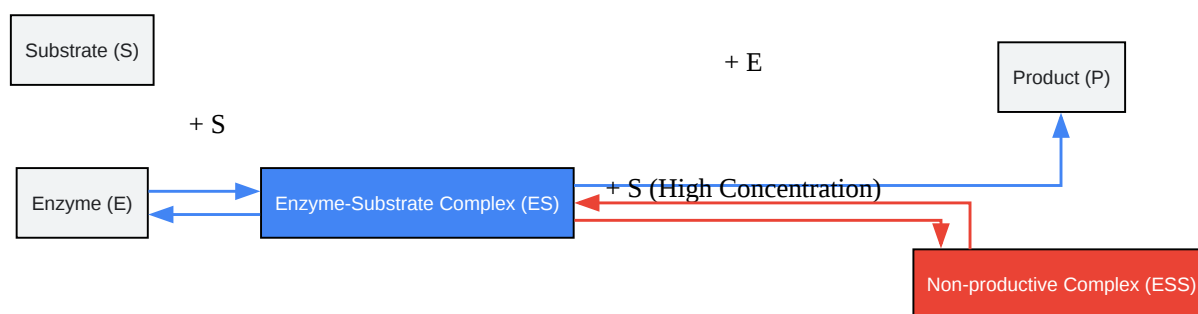 Substrate (S)
+ E
Product (P)
+ S
Enzyme (E)
Enzyme-Substrate Complex (ES)
+ S (High Concentration)
Non-productive Complex (ESS)